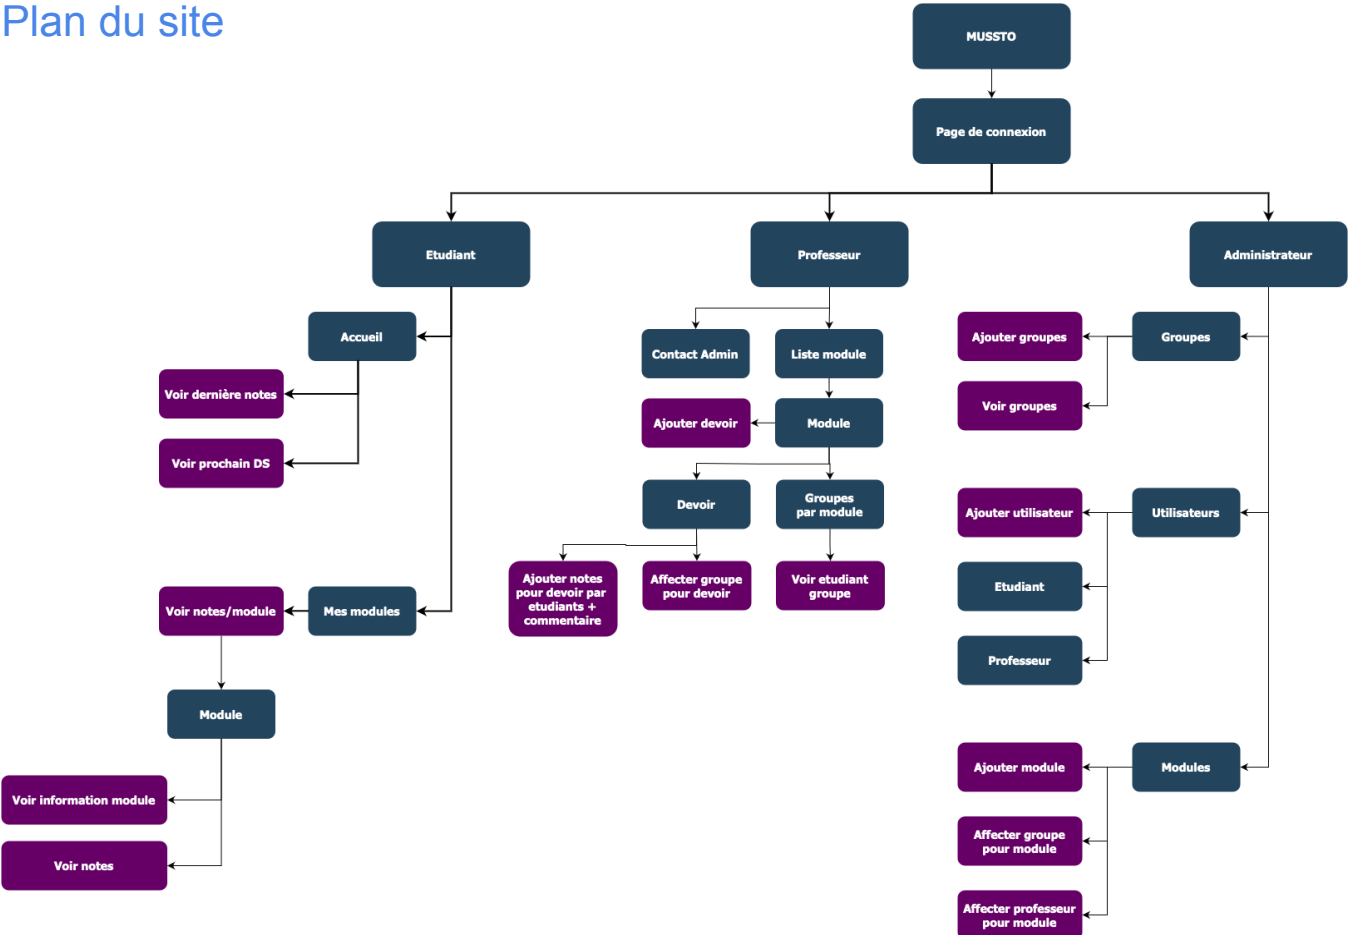 Plan du site
MUSSTO
Page de connexion
Etudiant
Professeur
Administrateur
Accueil
Voir dernière notes
Voir prochain DS
Mes modules
Voir notes/module
Module
Voir information module
Voir notes
Contact Admin
Liste module
Ajouter devoir
Module
Devoir
Groupes
par module
Ajouter notes
pour devoir par
etudiants +
commentaire
Affecter groupe
pour devoir
Voir etudiant
groupe
Ajouter groupes
Groupes
Voir groupes
Ajouter utilisateur
Utilisateurs
Etudiant
Professeur
Ajouter module
Modules
Affecter groupe
pour module
Affecter professeur
pour module